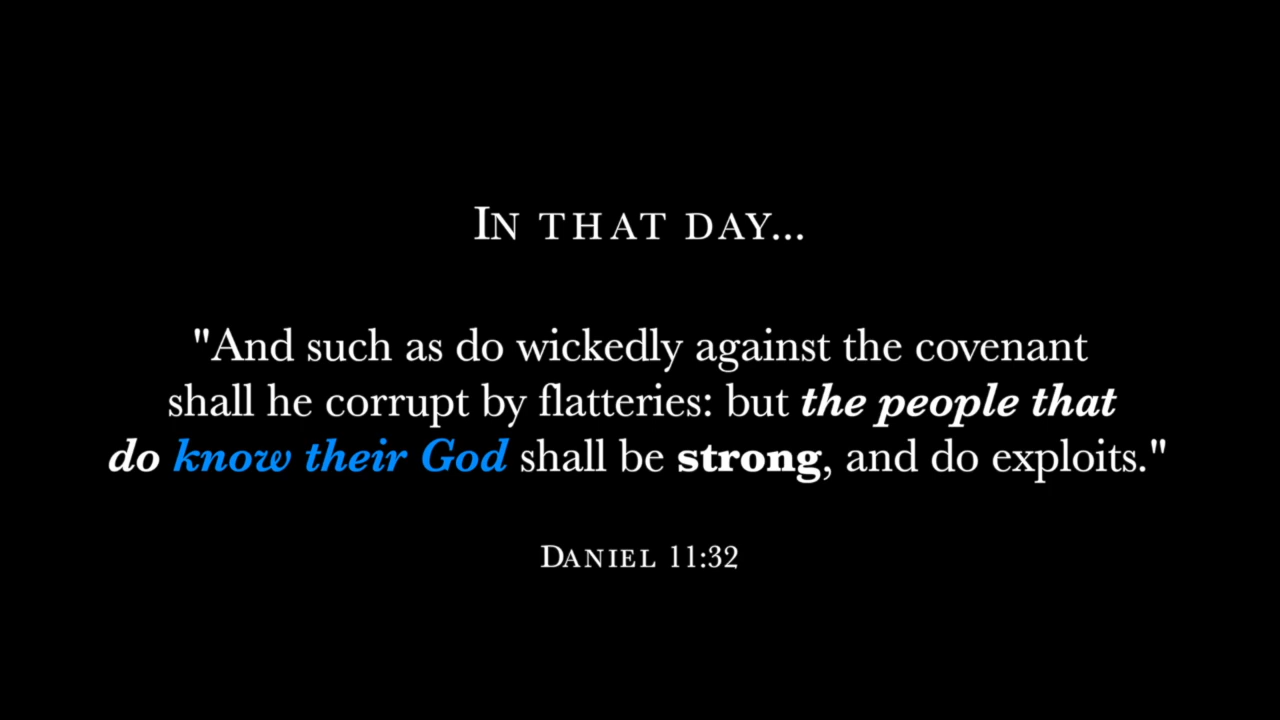 In that day...
"And such as do wickedly against the covenant
shall he corrupt by flatteries: but the people that
do know their God shall be strong, and do exploits."
Daniel 11:32